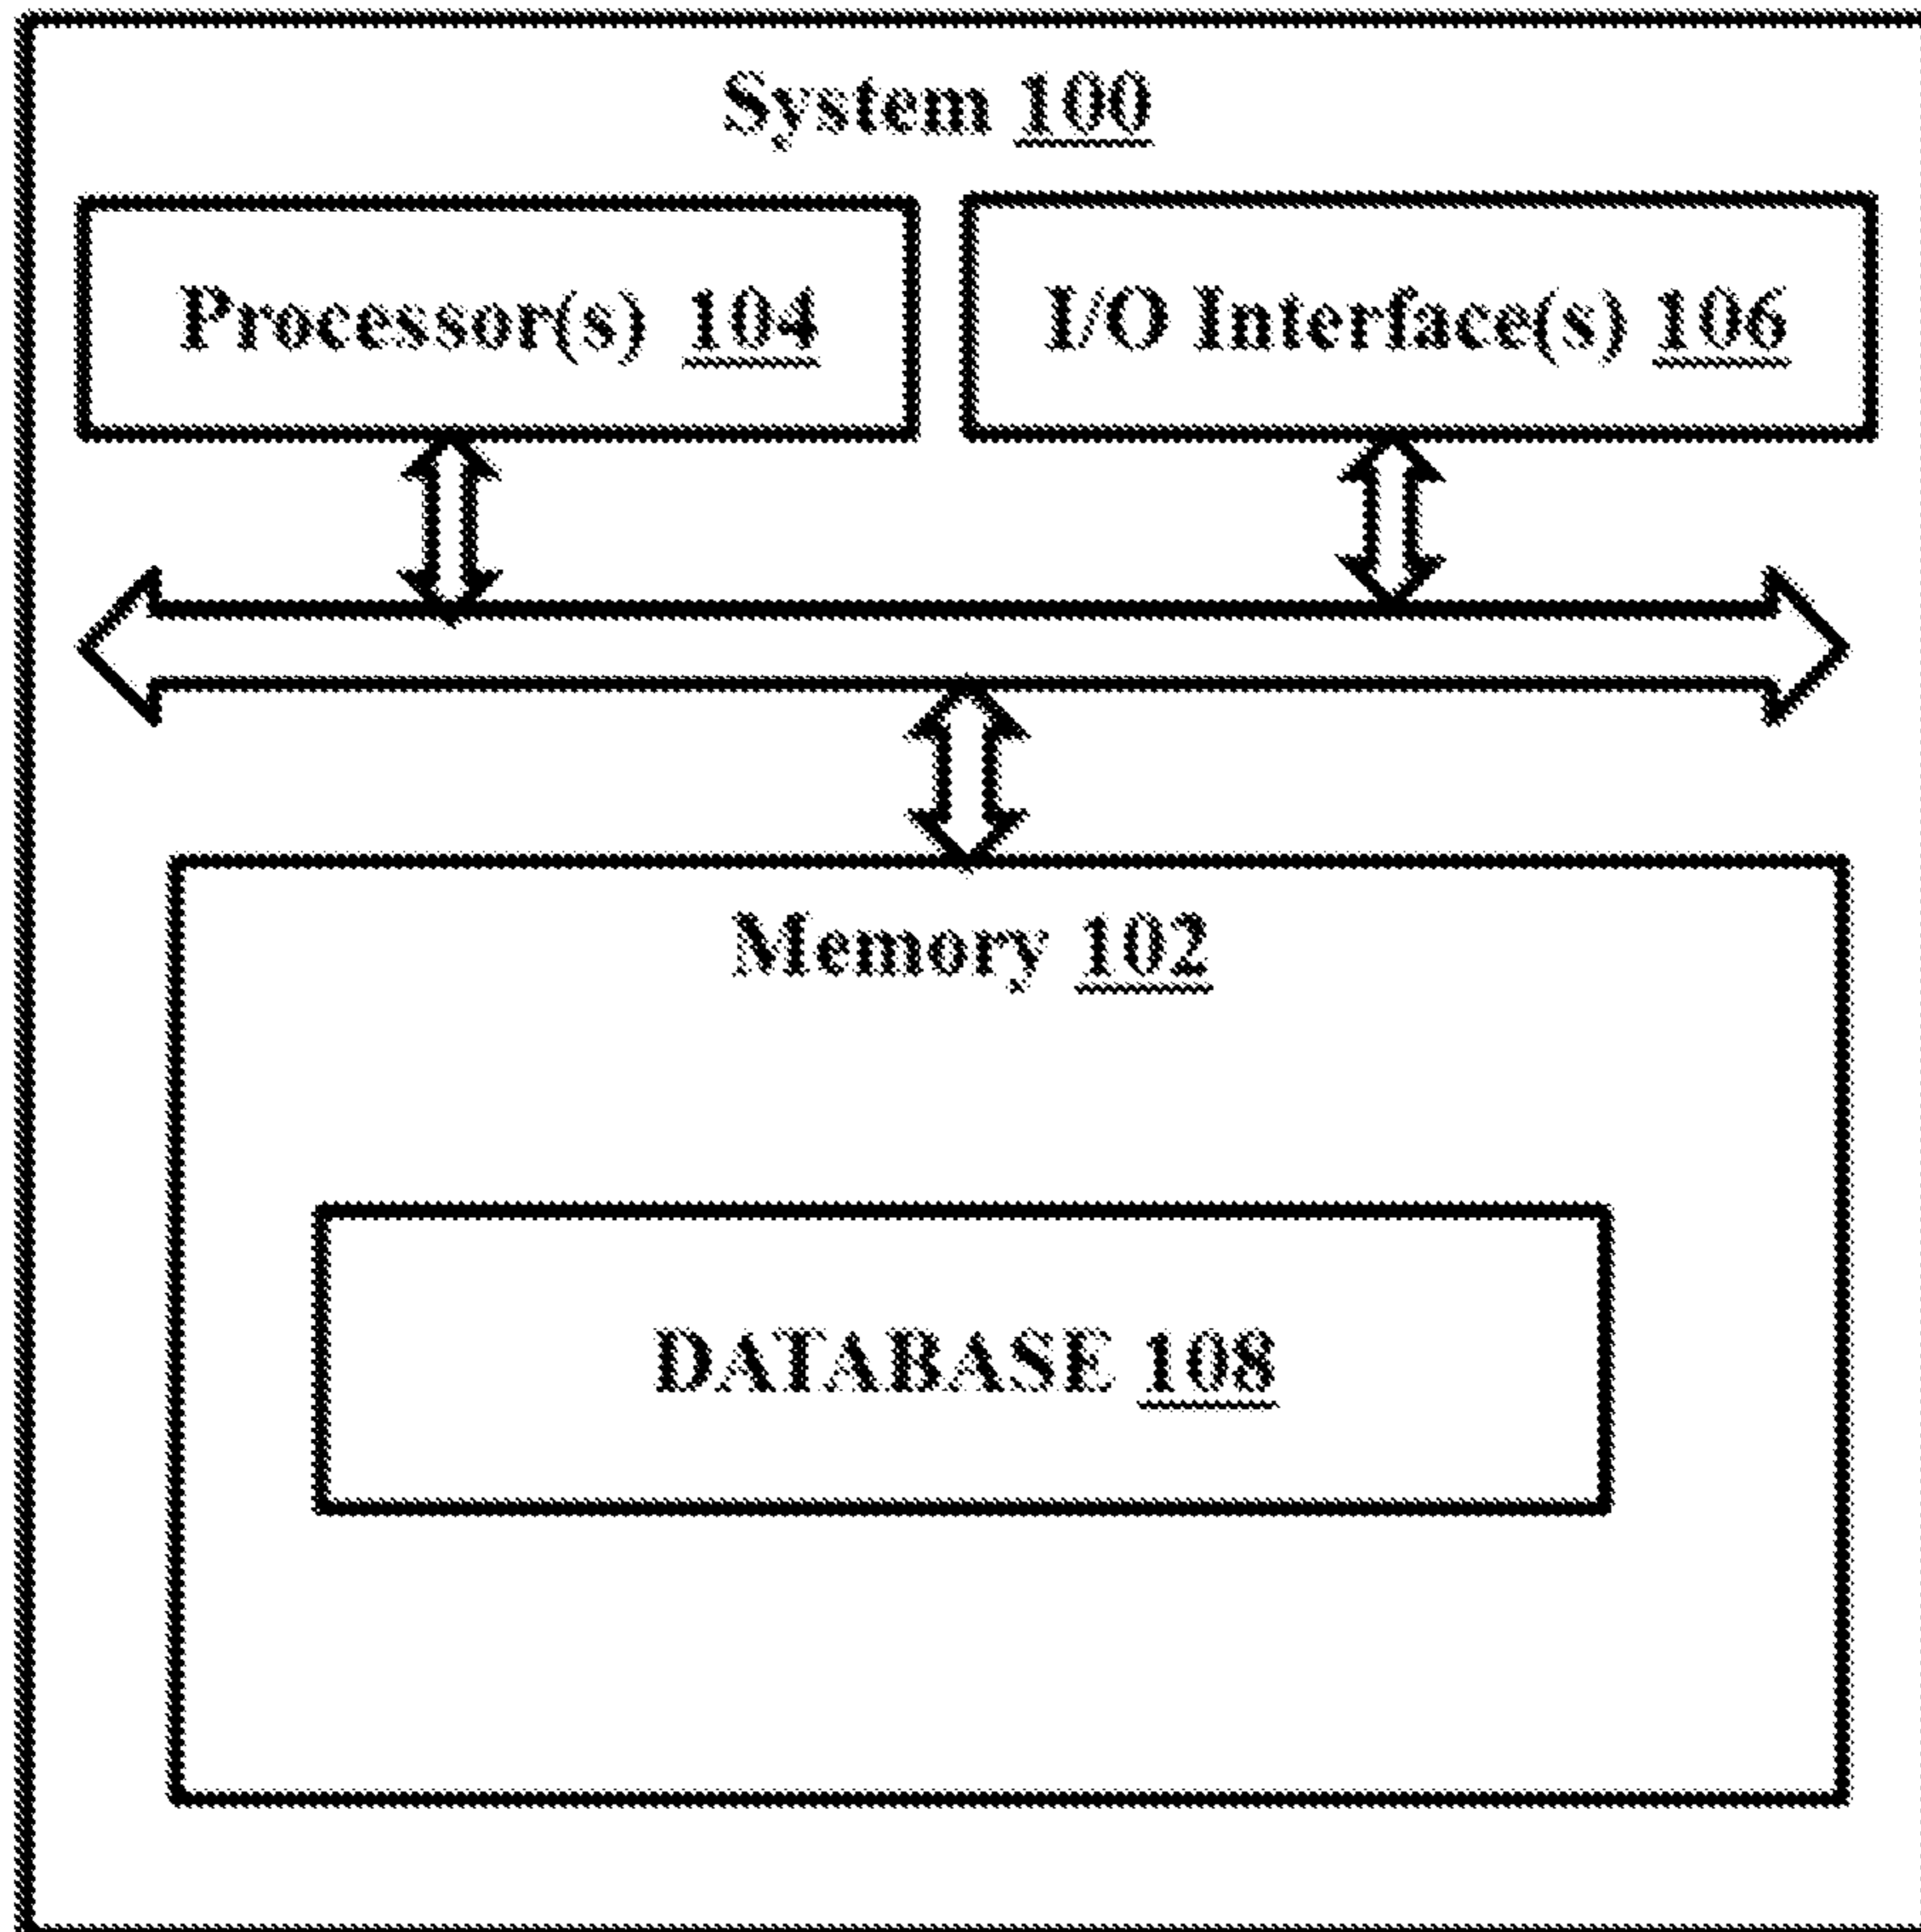 System 100
Processor(s) 104
I/O Interface(s) 106
Memory 102
DATABASE 108